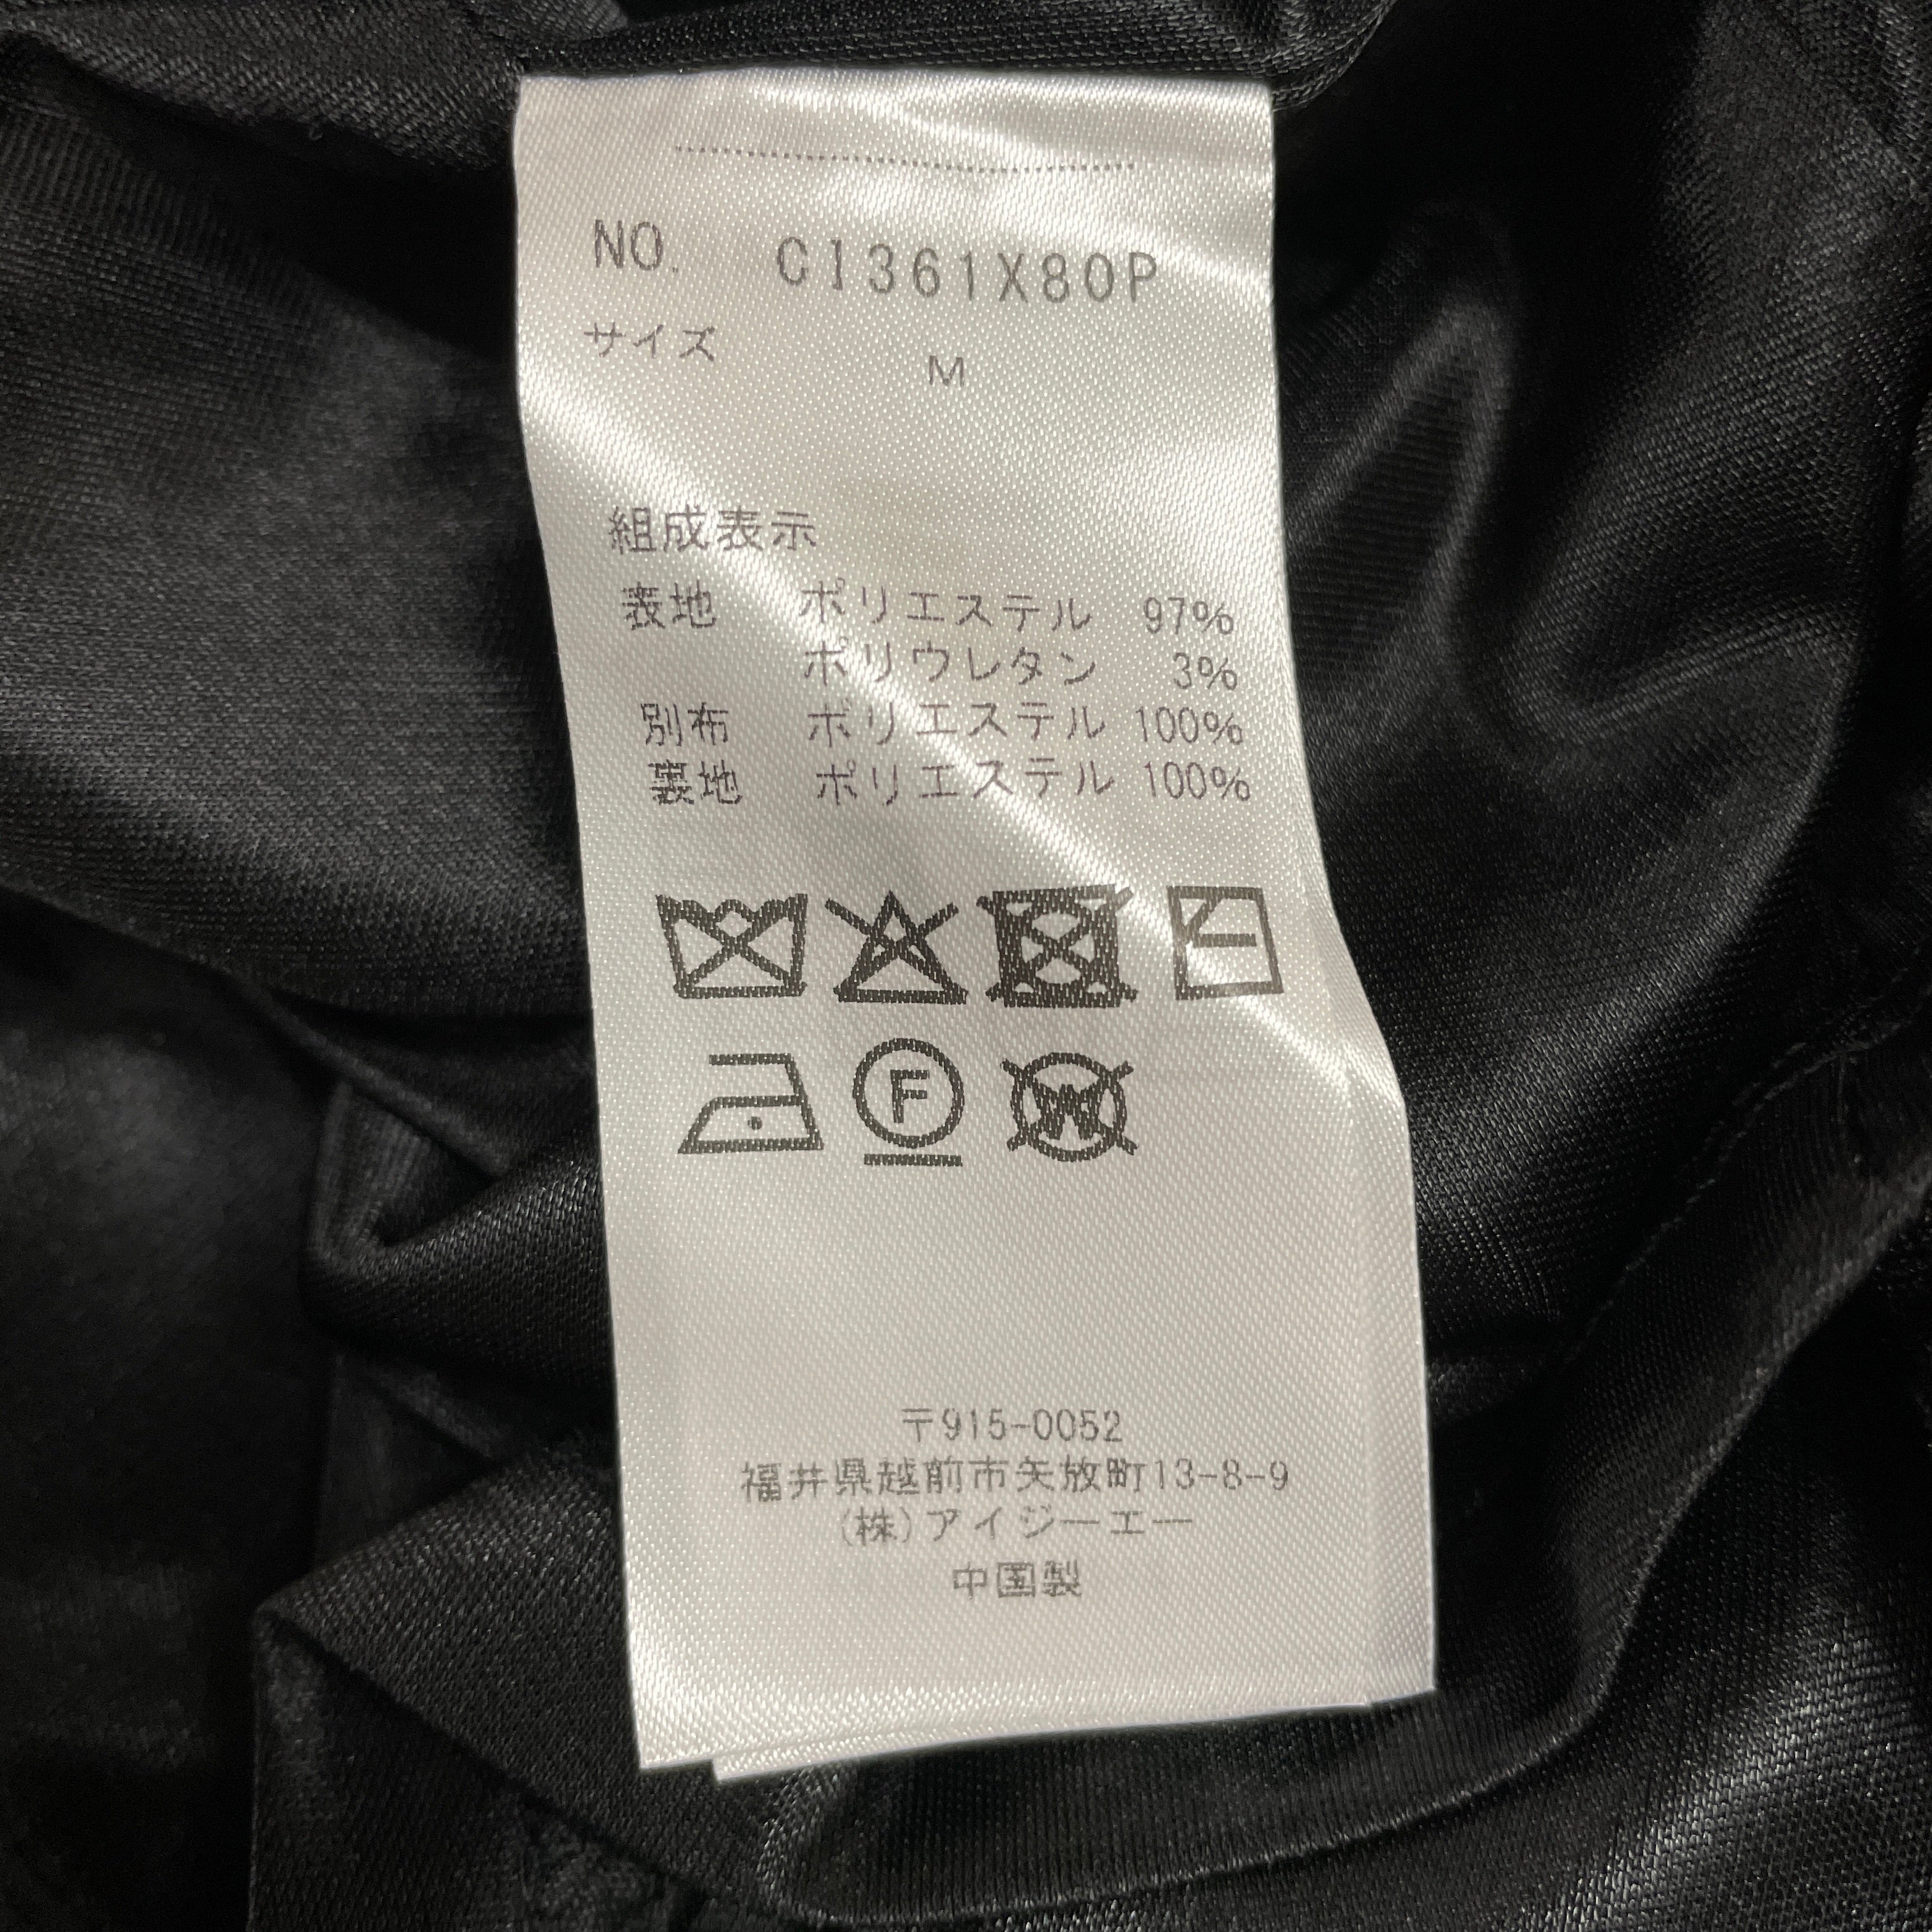 NO. C1361X80P
サイズ M
組成表示
表地 ポリエステル 97%
ポリウレタン 3%
別布 ポリエステル 100%
裏地 ポリエステル 100%
F
W
〒915-0052
福井県越前市矢放町13-8-9
(株)アイジーエー
中国製